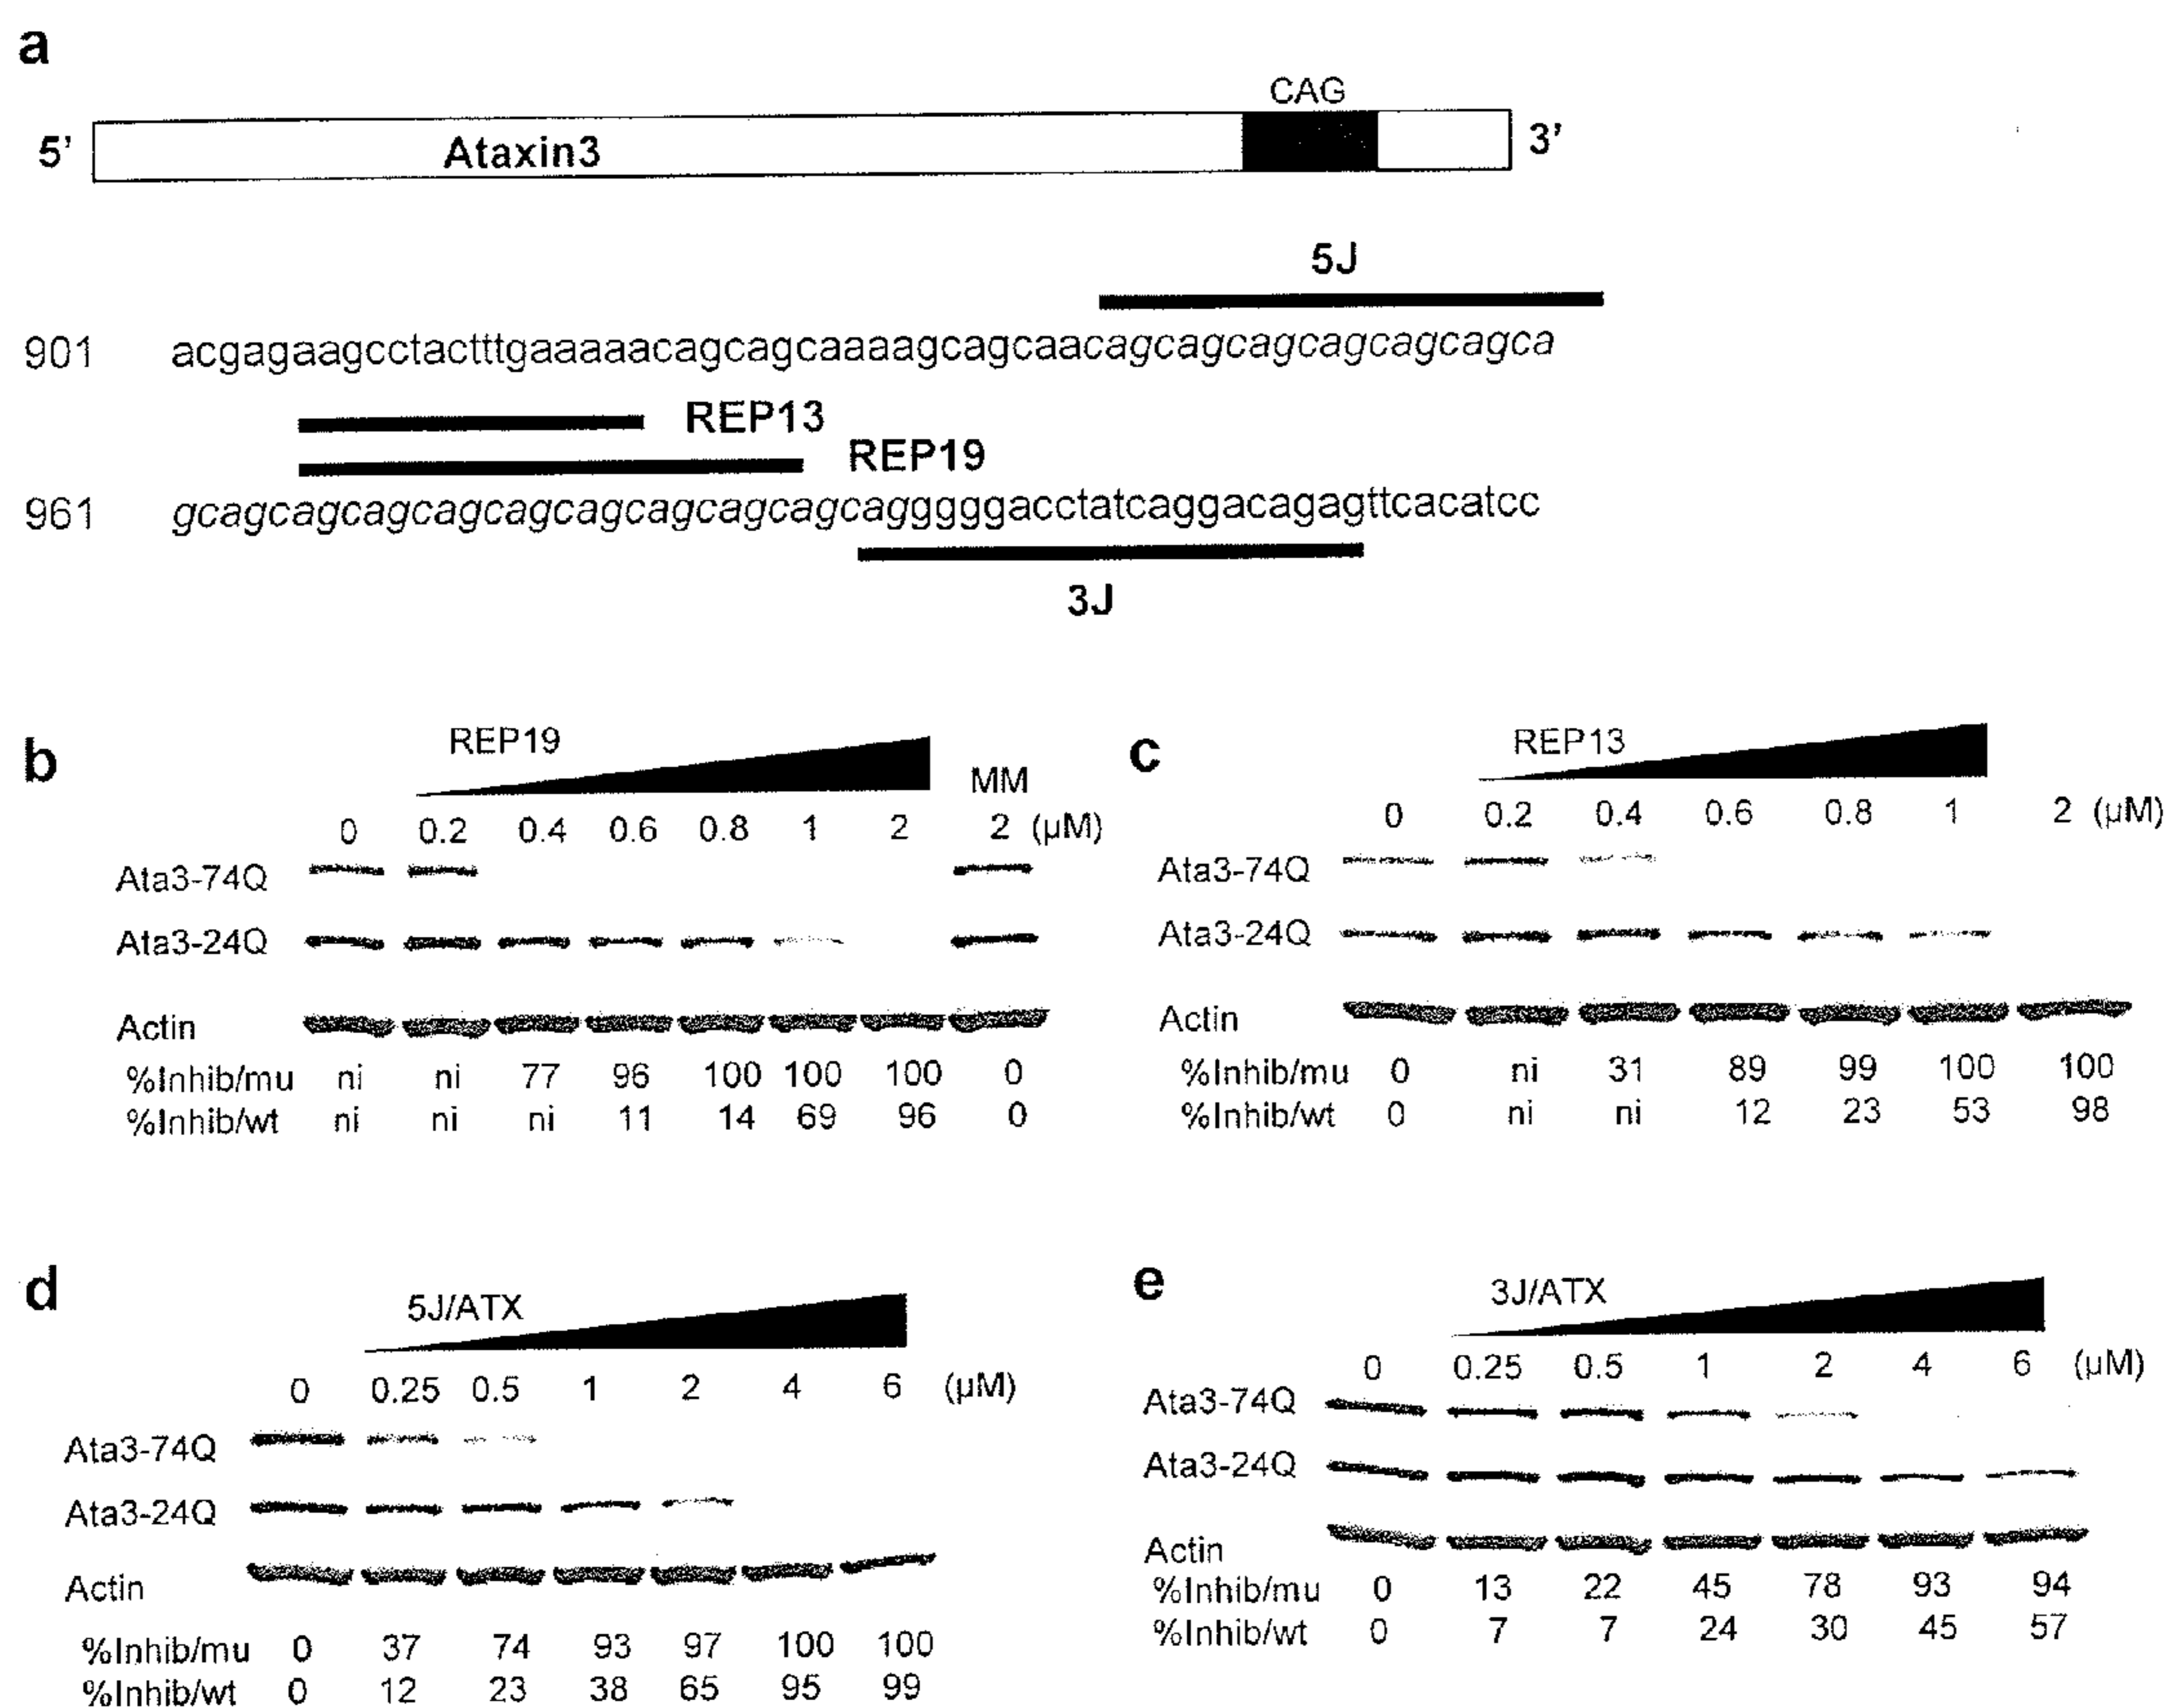 a
CAG
5' Ataxin3 3'
5J
901 acgagaagcctactttgaaaaacagcagcaaaagcagcaacagcagcagcagcagcagca
REP13
REP19
961 gcagcagcagcagcagcagcagcagcagcagggggacctatcaggacagagttcacatcc
3J
b
REP19
MM
0 0.2 0.4 0.6 0.8 1 2 2 (µM)
Ata3-74Q
Ata3-24Q
Actin
%Inhib/mu ni ni 77 96 100 100 100 0
%Inhib/wt ni ni ni 11 14 69 96 0
c
REP13
0 0.2 0.4 0.6 0.8 1 2 (µM)
Ata3-74Q
Ata3-24Q
Actin
%Inhib/mu 0 ni 31 89 99 100 100
%Inhib/wt 0 ni ni 12 23 53 98
d
5J/ATX
0 0.25 0.5 1 2 4 6 (µM)
Ata3-74Q
Ata3-24Q
Actin
%Inhib/mu 0 37 74 93 97 100 100
%Inhib/wt 0 12 23 38 65 95 99
e
3J/ATX
0 0.25 0.5 1 2 4 6 (µM)
Ata3-74Q
Ata3-24Q
Actin
%Inhib/mu 0 13 22 45 78 93 94
%Inhib/wt 0 7 7 24 30 45 57